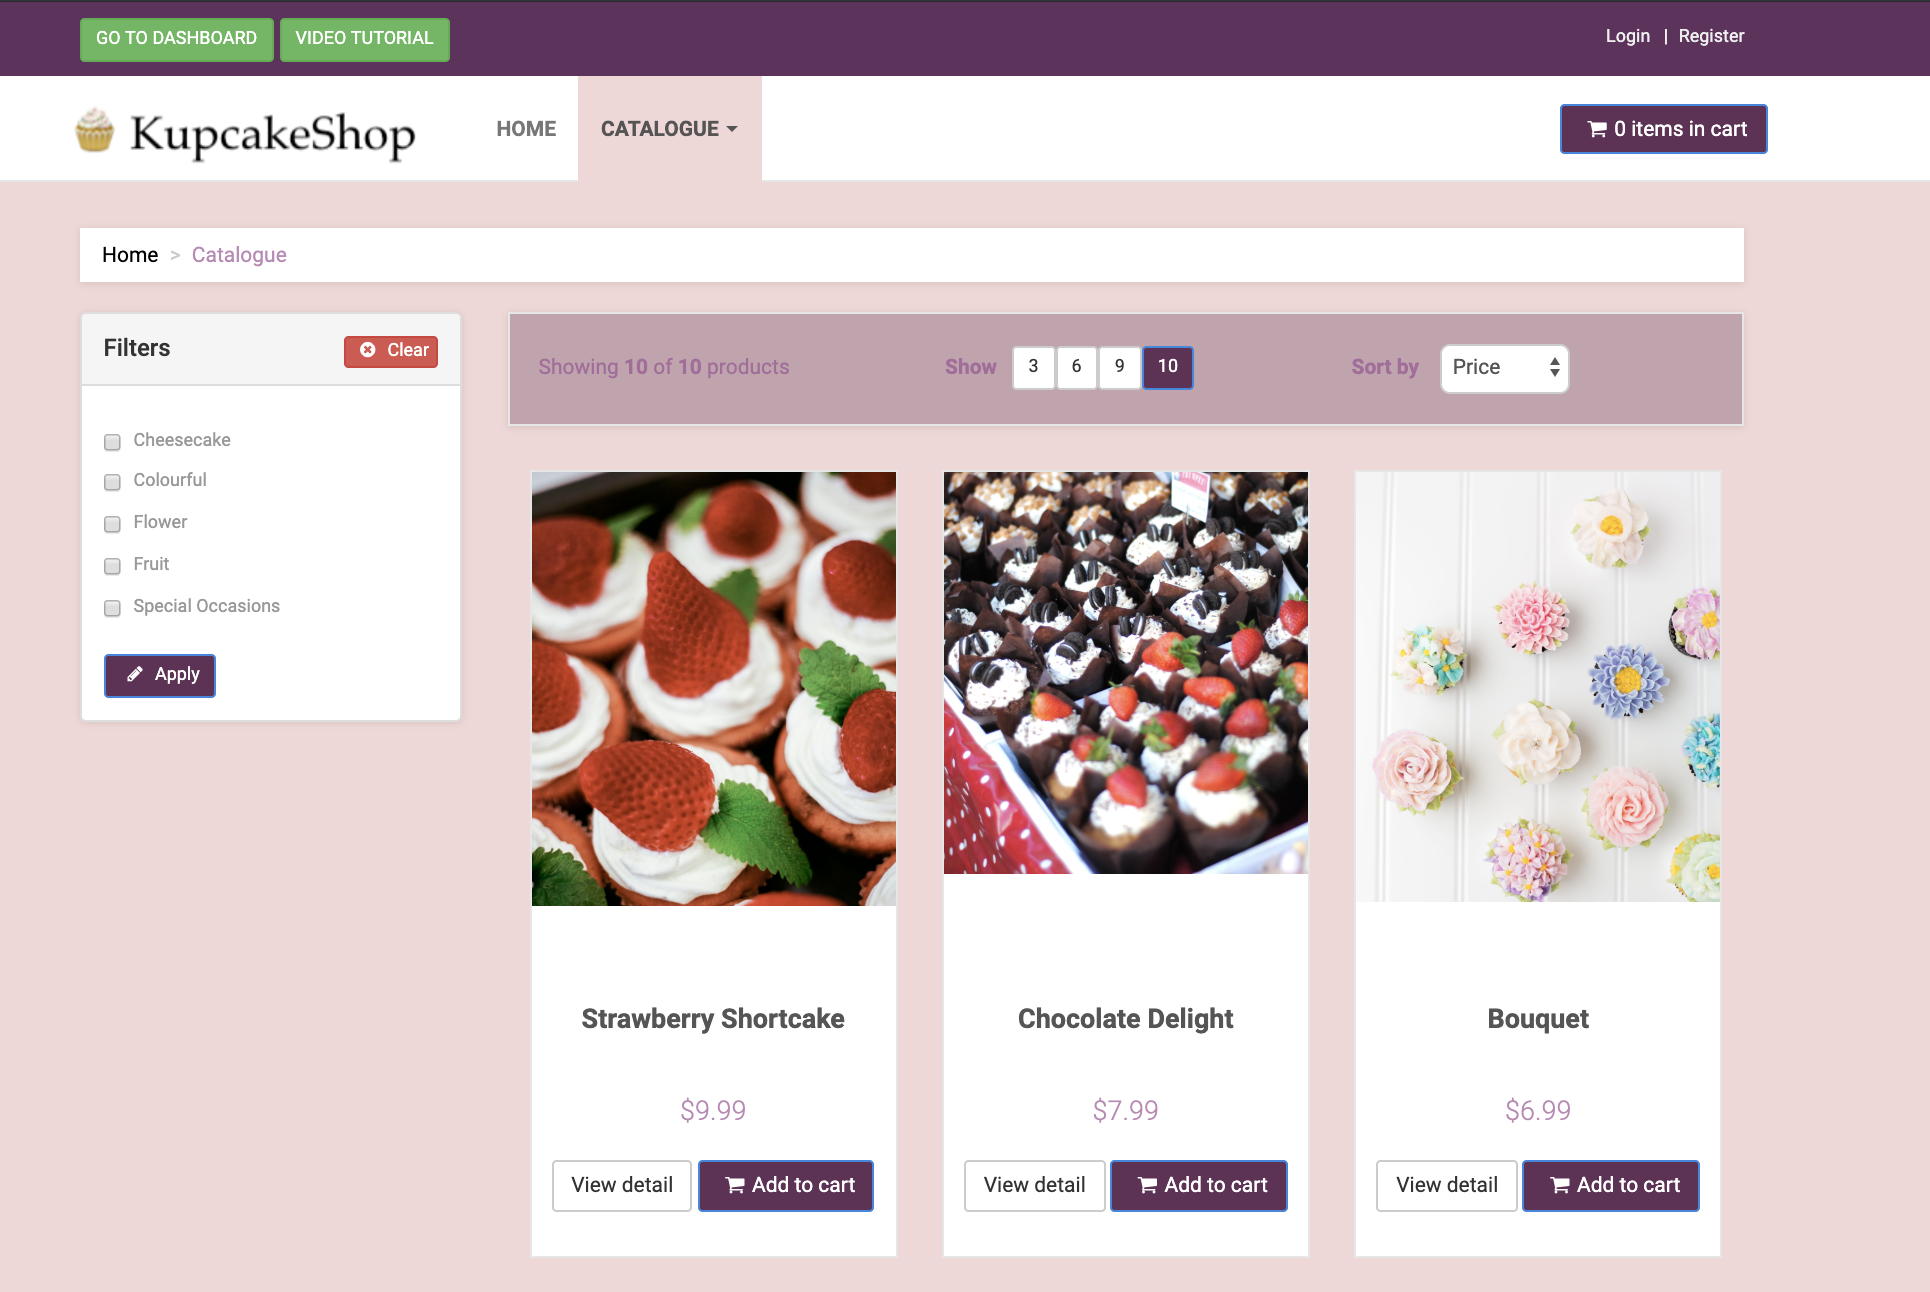 GO TO DASHBOARD VIDEO TUTORIAL Login | Register
KupcakeShop HOME CATALOGUE 0 items in cart
Home > Catalogue
Filters Clear
Cheesecake
Colourful
Flower
Fruit
Special Occasions
Apply
Showing 10 of 10 products Show 3 6 9 10 Sort by Price
Strawberry Shortcake
$9.99
View detail Add to cart
Chocolate Delight
$7.99
View detail Add to cart
Bouquet
$6.99
View detail Add to cart